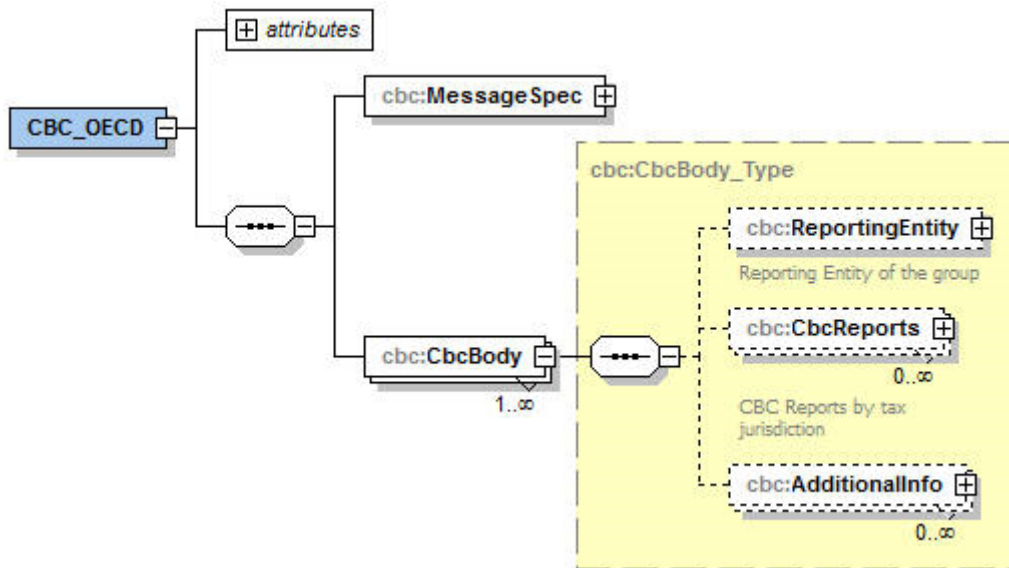 attributes
CBC_OECD
cbc:MessageSpec
cbc:CbcBody_Type
cbc:ReportingEntity
Reporting Entity of the group
cbc:CbcReports
0..∞
CBC Reports by tax
jurisdiction
cbc:CbcBody
1..∞
cbc:AdditionalInfo
0..∞